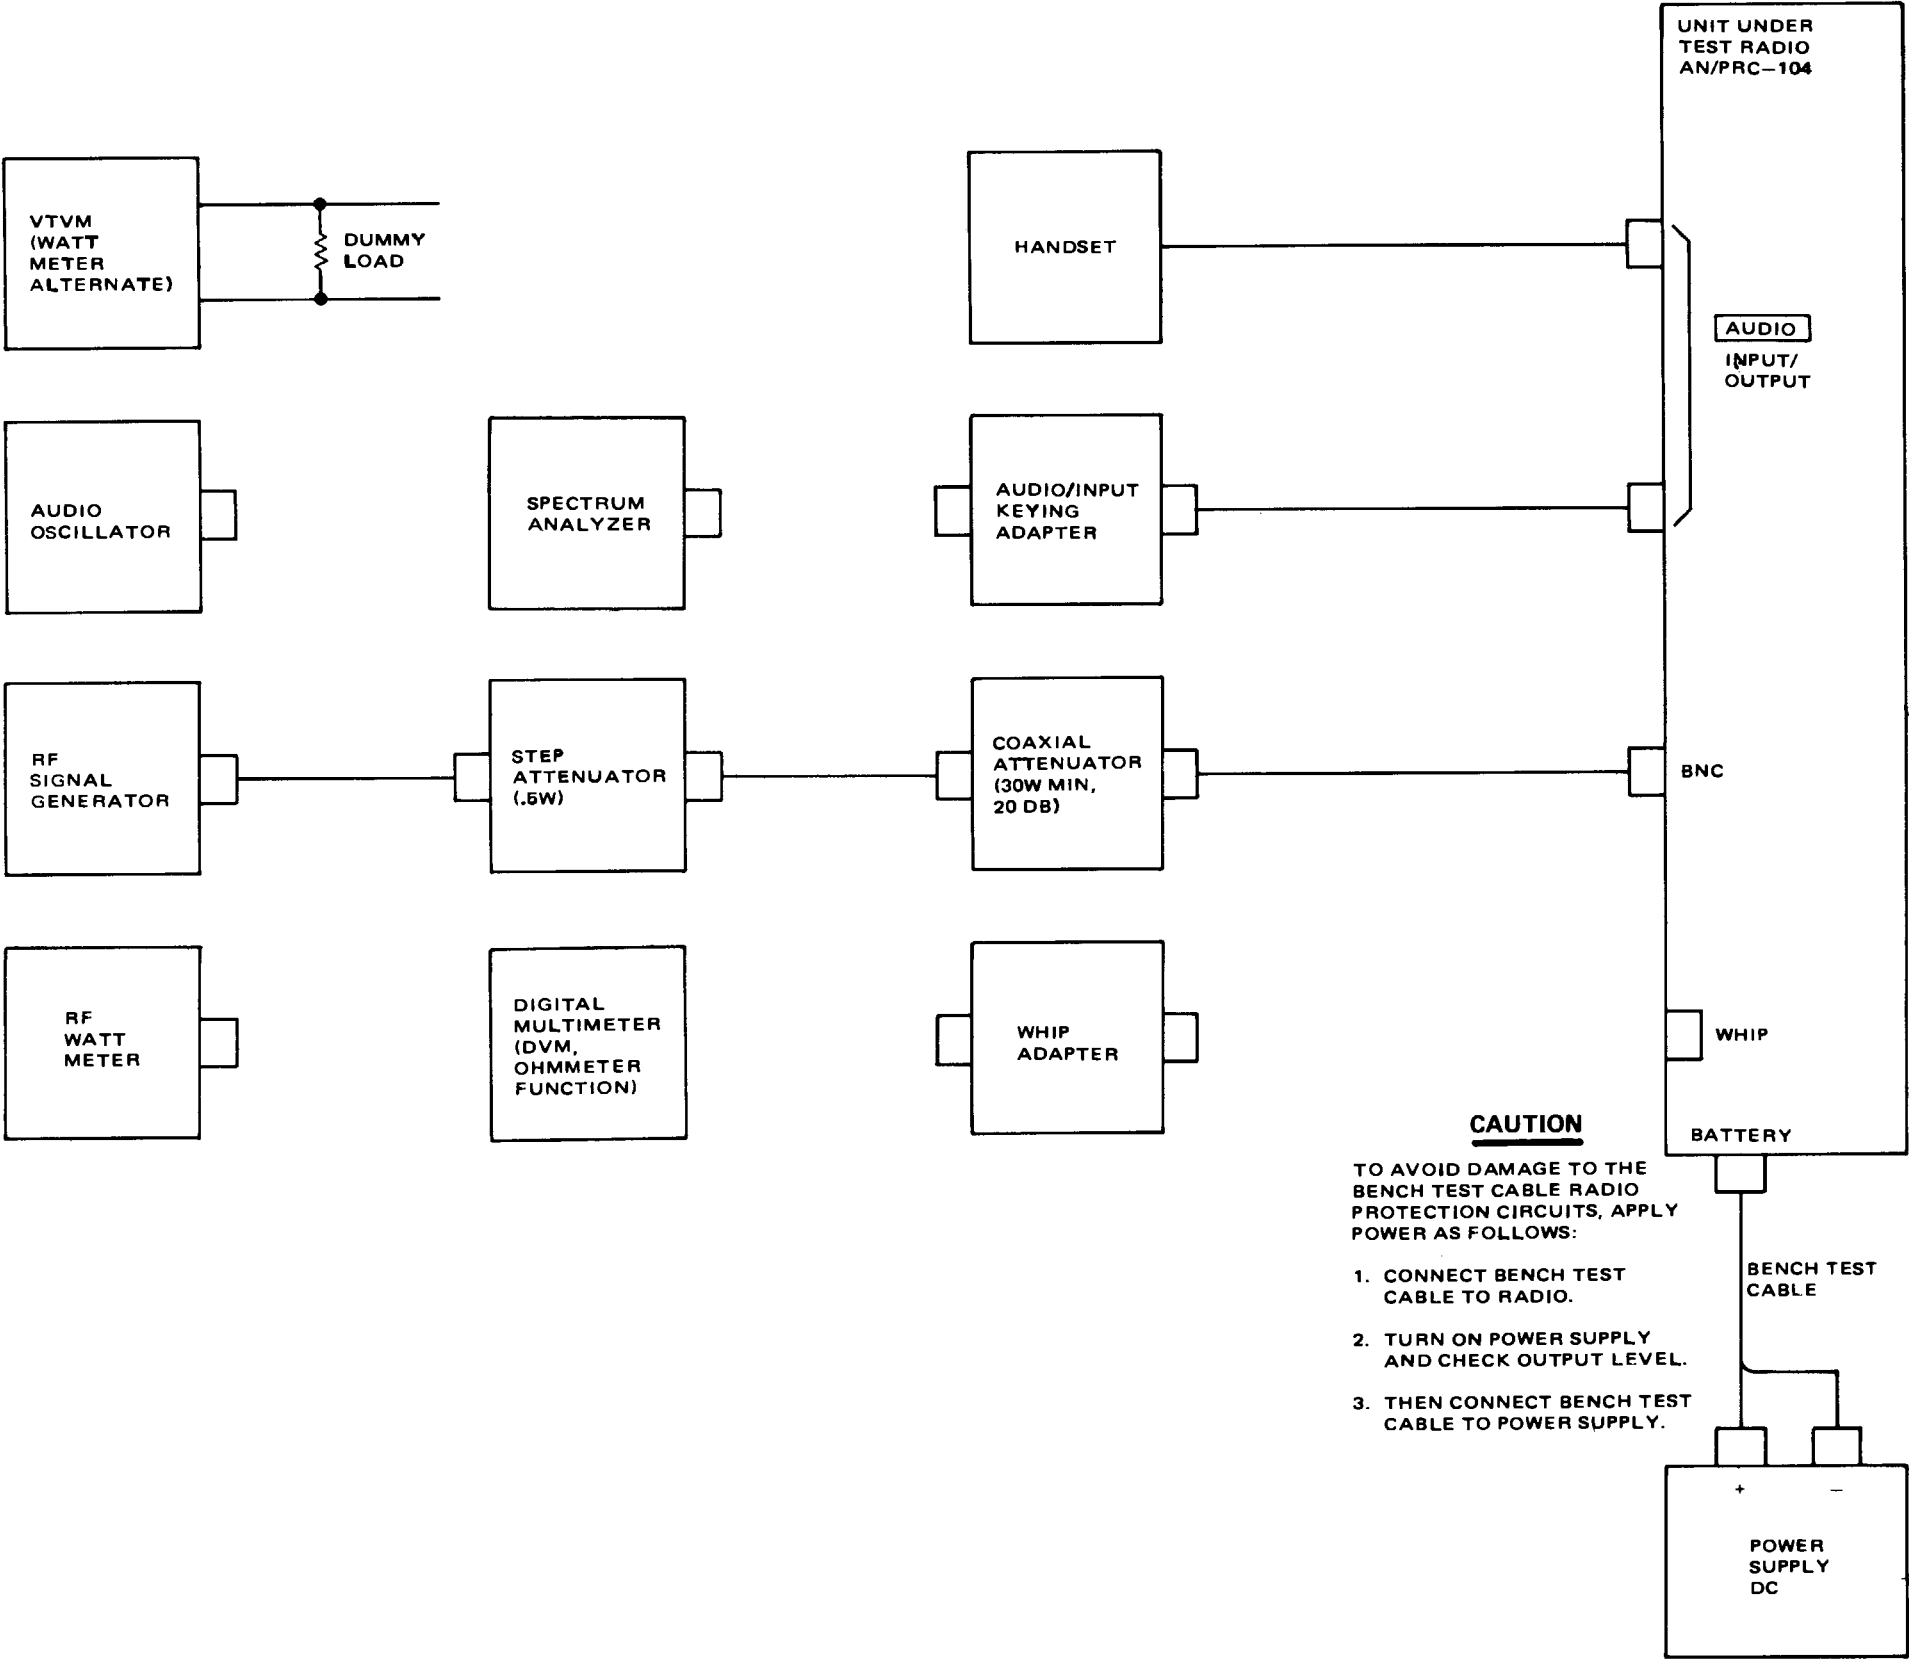 UNIT UNDER
TEST RADIO
AN/PRC–104
VTVM
(WATT
METER
ALTERNATE)
DUMMY
LOAD
HANDSET
AUDIO
INPUT/
OUTPUT
AUDIO
OSCILLATOR
SPECTRUM
ANALYZER
AUDIO/INPUT
KEYING
ADAPTER
RF
SIGNAL
GENERATOR
STEP
ATTENUATOR
(.5W)
COAXIAL
ATTENUATOR
(30W MIN,
20 DB)
BNC
RF
WATT
METER
DIGITAL
MULTIMETER
(DVM,
OHMMETER
FUNCTION)
WHIP
ADAPTER
WHIP
BATTERY
CAUTION
TO AVOID DAMAGE TO THE
BENCH TEST CABLE RADIO
PROTECTION CIRCUITS, APPLY
POWER AS FOLLOWS:
1. CONNECT BENCH TEST
CABLE TO RADIO.
2. TURN ON POWER SUPPLY
AND CHECK OUTPUT LEVEL.
3. THEN CONNECT BENCH TEST
CABLE TO POWER SUPPLY.
BENCH TEST
CABLE
+ –
POWER
SUPPLY
DC